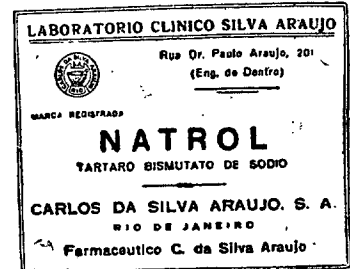 LABORATORIO CLINICO SILVA ARAUJO
Rua Dr. Paulo Araujo, 201
(Eng. de Dentro)
MARCA REGISTRADA
NATROL
TARTARO BISMUTATO DE SODIO
CARLOS DA SILVA ARAUJO. S. A.
RIO DE JANEIRO
Farmaceutico C. da Silva Araujo